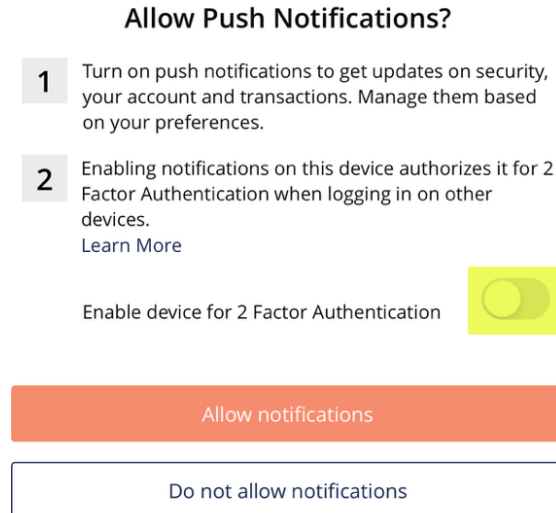 Allow Push Notifications?
1
Turn on push notifications to get updates on security,
your account and transactions. Manage them based
on your preferences.
2
Enabling notifications on this device authorizes it for 2
Factor Authentication when logging in on other
devices.
Learn More
Enable device for 2 Factor Authentication
Allow notifications
Do not allow notifications